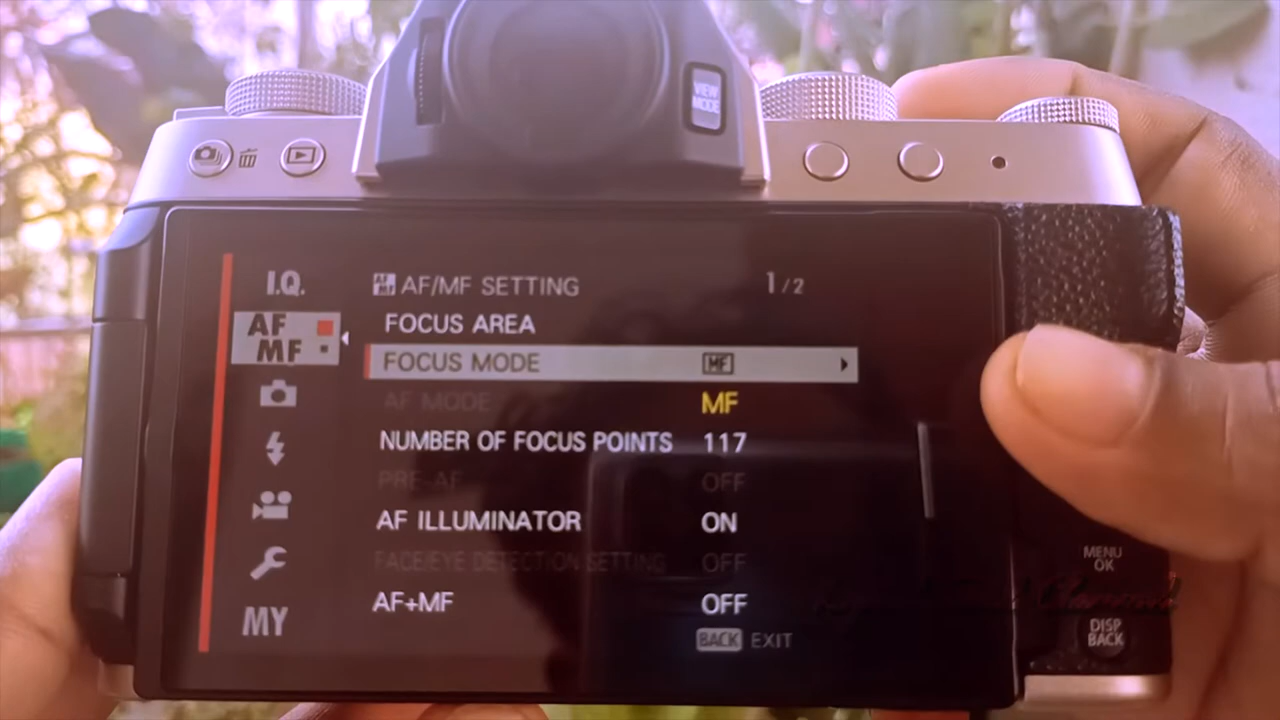 VIEW
MODE
I.Q.
AF/MF SETTING 1/2
FOCUS AREA
AF
MF
FOCUS MODE MF
AF MODE MF
NUMBER OF FOCUS POINTS 117
PRE-AF OFF
AF ILLUMINATOR ON
FACE/EYE DETECTION SETTING OFF
AF+MF OFF
MY
BACK EXIT
MENU
OK
DISP
BACK